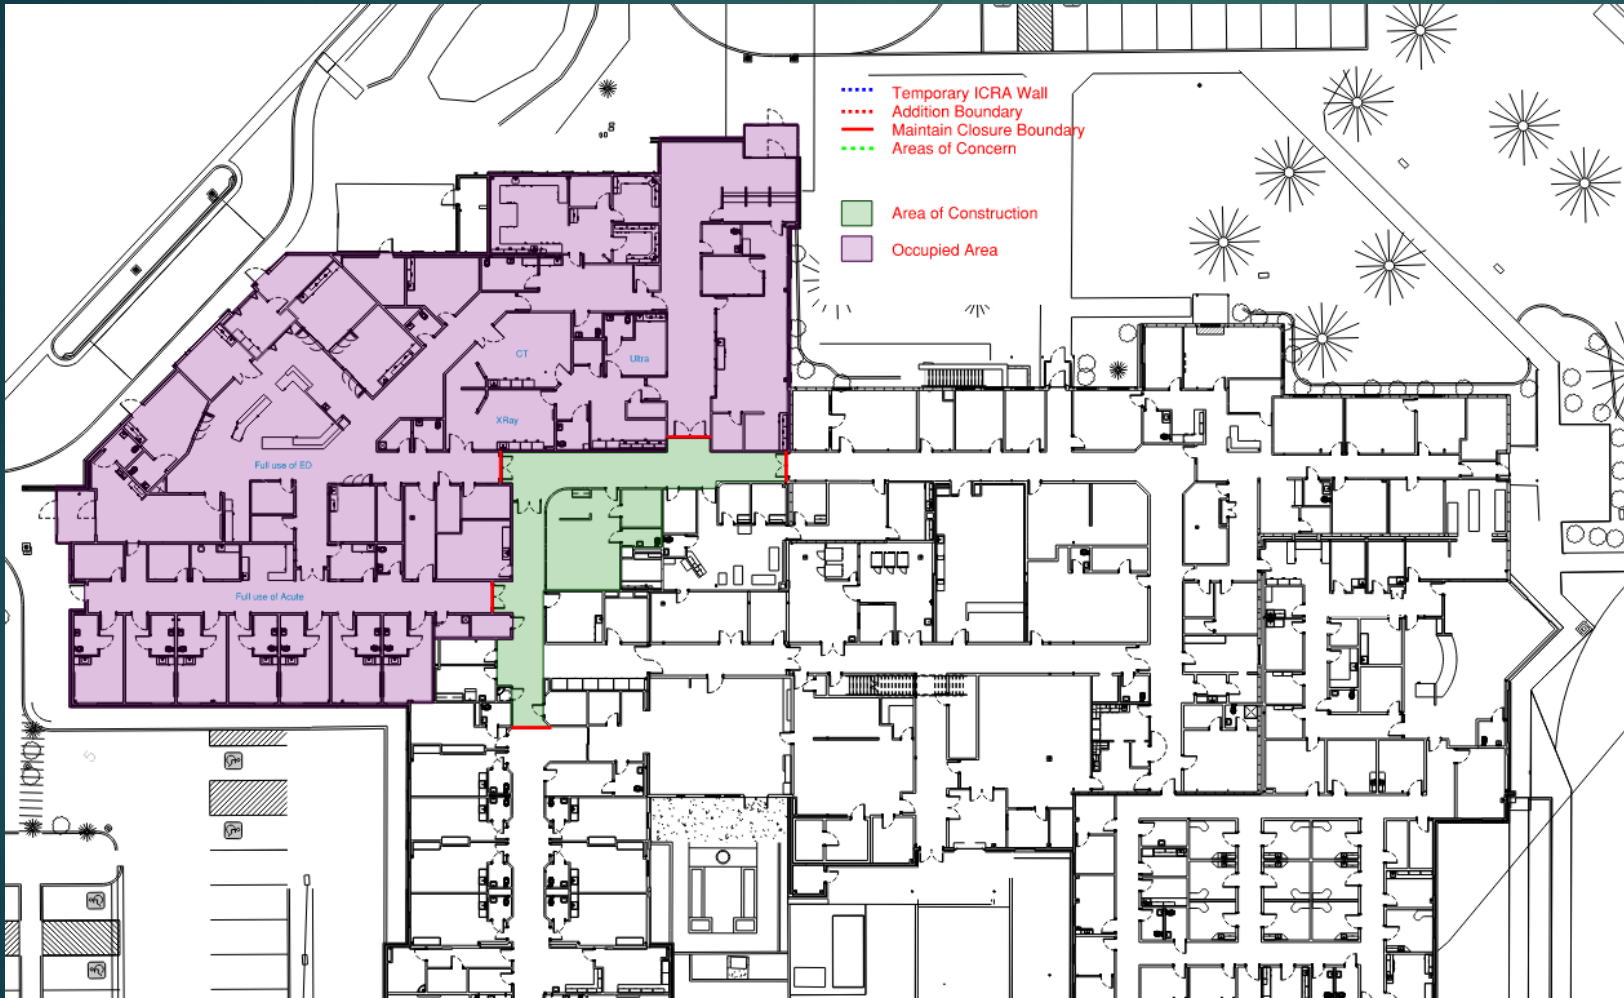 Temporary ICRA Wall
Addition Boundary
Maintain Closure Boundary
Areas of Concern
Area of Construction
Occupied Area
CT
Ultra
XRay
Full use of ED
Full use of Acute
5